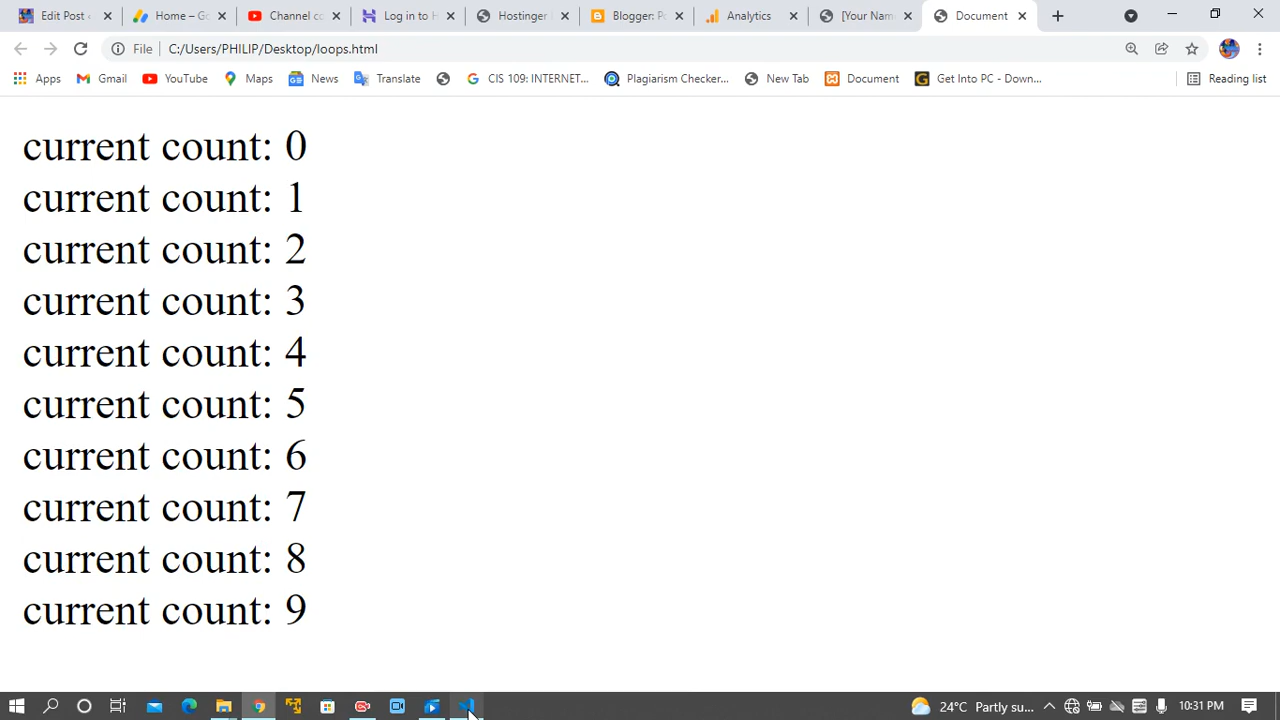 Edit Post
Home ~ Go
Channel co
Log in to H
Hostinger
Blogger: P
Analytics
[Your Nam
Document
File C:/Users/PHILIP/Desktop/loops.html
Apps Gmail YouTube Maps News Translate CIS 109: INTERNET... Plagiarism Checker... New Tab Document Get Into PC - Down... Reading list
current count: 0
current count: 1
current count: 2
current count: 3
current count: 4
current count: 5
current count: 6
current count: 7
current count: 8
current count: 9
24°C Partly su... 10:31 PM